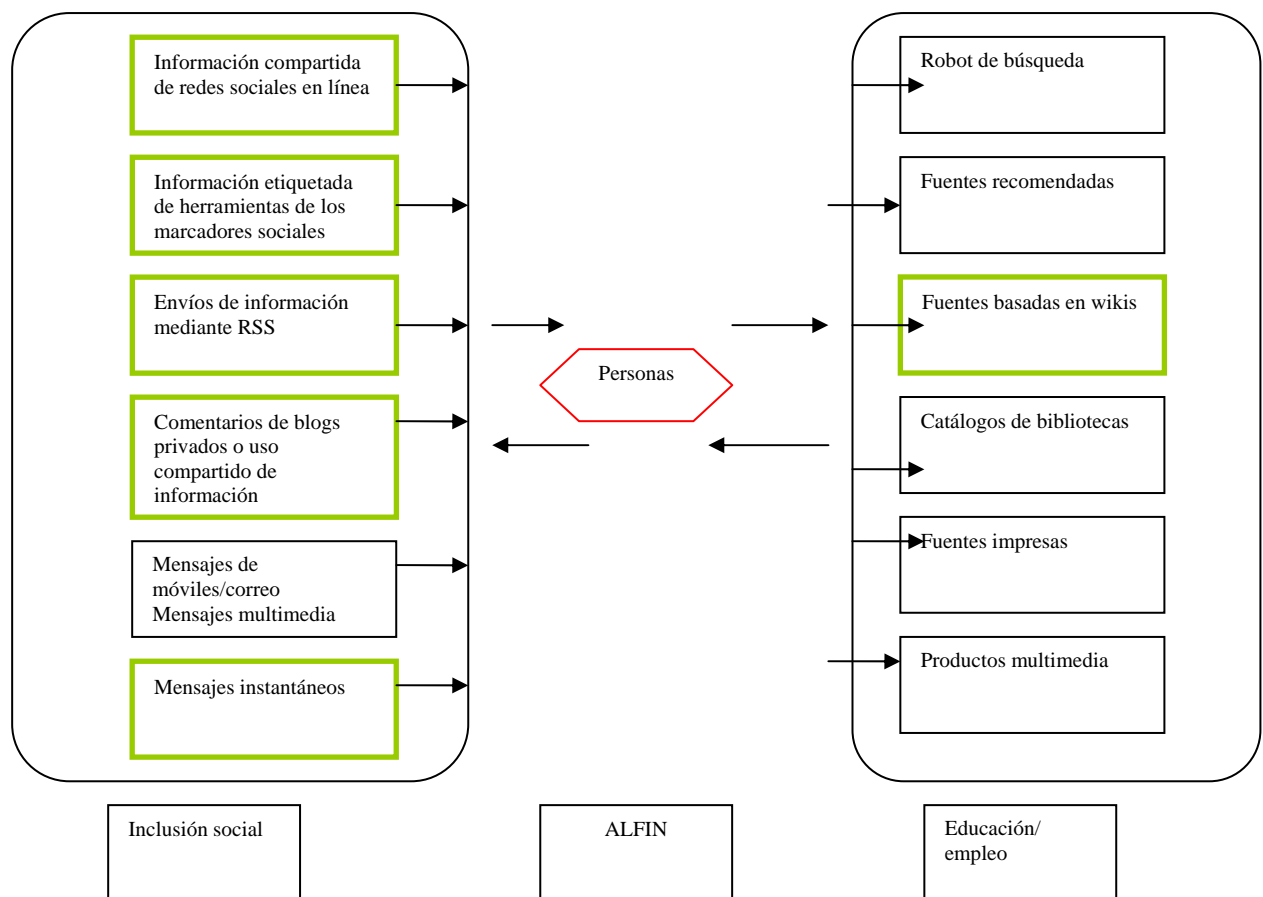 Información compartida
de redes sociales en línea
Información etiquetada
de herramientas de los
marcadores sociales
Envíos de información
mediante RSS
Comentarios de blogs
privados o uso
compartido de
información
Mensajes de
móviles/correo
Mensajes multimedia
Mensajes instantáneos
Personas
Robot de búsqueda
Fuentes recomendadas
Fuentes basadas en wikis
Catálogos de bibliotecas
Fuentes impresas
Productos multimedia
Inclusión social
ALFIN
Educación/
empleo